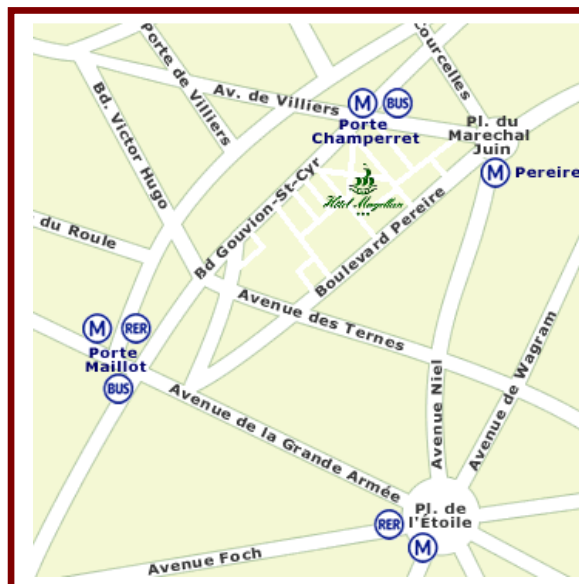 Porte de Villiers
Courcelles
Bd. Victor Hugo
Av. de Villiers
M
BUS
Porte
Champerret
Pl. du
Marechal
Juin
M Pereire
Hôtel Magellan
***
Bd Gouvion-St-Cyr
Boulevard Pereire
du Roule
Avenue des Ternes
M
RER
Porte
Maillot
BUS
Avenue de la Grande Armée
Avenue Niel
Avenue de Wagram
Pl. de
l'Étoile
RER
M
Avenue Foch